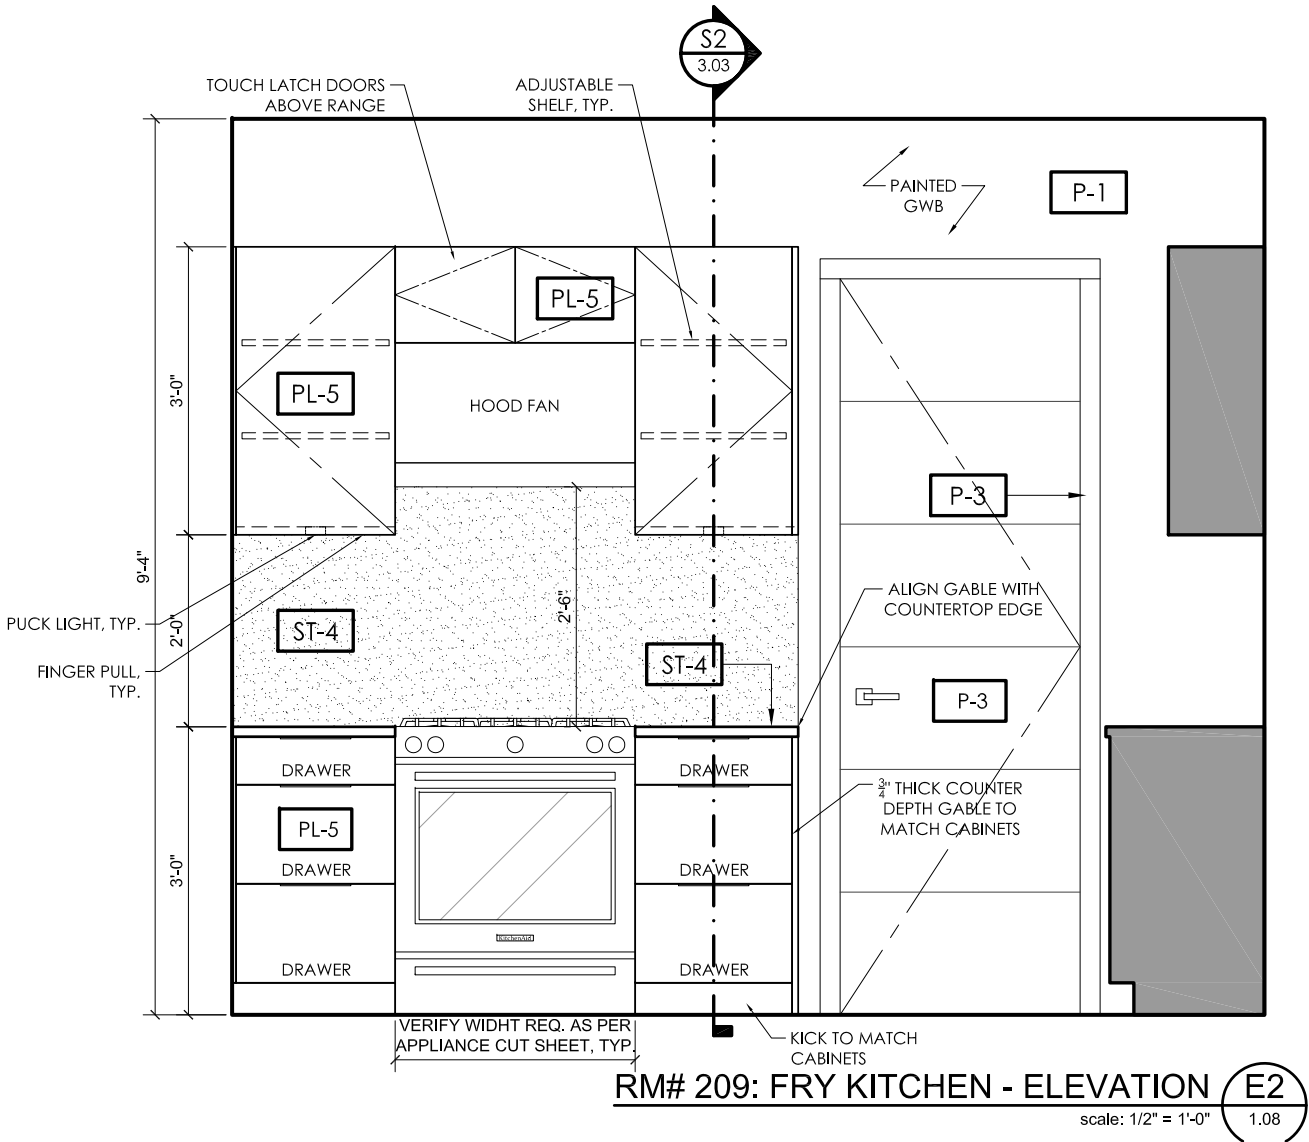 S2
3.03
TOUCH LATCH DOORS
ABOVE RANGE
ADJUSTABLE
SHELF, TYP.
PAINTED
GWB
P-1
PL-5
3'-0"
PL-5
HOOD FAN
P-3
9'-4"
2'-6"
ALIGN GABLE WITH
COUNTERTOP EDGE
PUCK LIGHT, TYP.
2'-0"
ST-4
ST-4
FINGER PULL,
TYP.
P-3
DRAWER
DRAWER
3/4" THICK COUNTER
DEPTH GABLE TO
MATCH CABINETS
PL-5
3'-0"
DRAWER
DRAWER
KitchenAid
DRAWER
DRAWER
VERIFY WIDHT REQ. AS PER
APPLIANCE CUT SHEET, TYP.
KICK TO MATCH
CABINETS
RM# 209: FRY KITCHEN - ELEVATION
E2
scale: 1/2" = 1'-0"
1.08